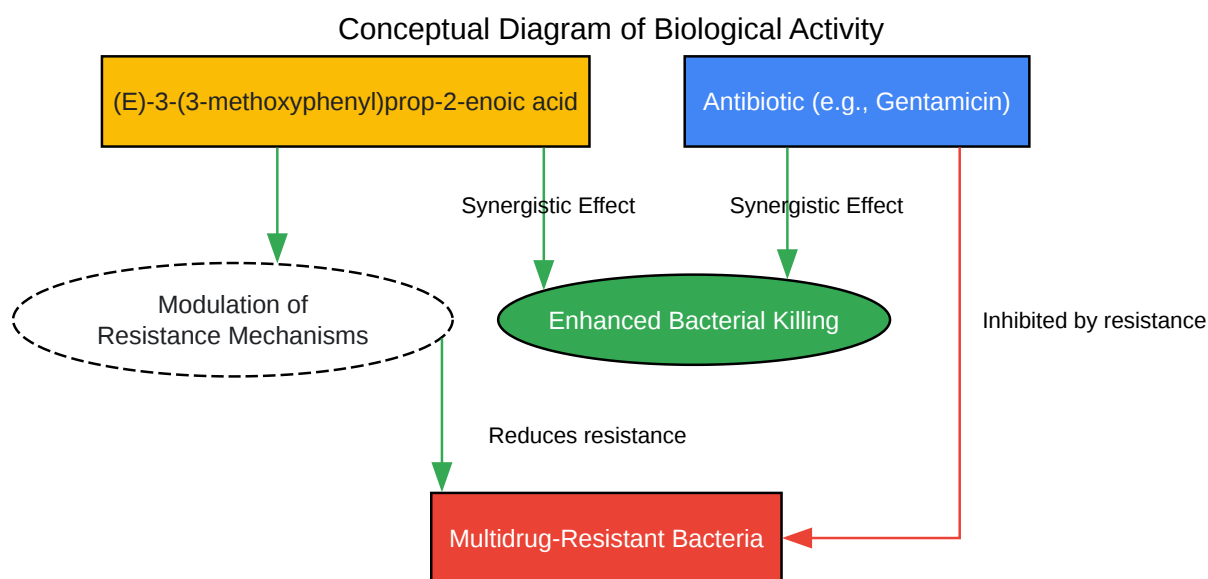 Conceptual Diagram of Biological Activity
(E)-3-(3-methoxyphenyl)prop-2-enoic acid
Antibiotic (e.g., Gentamicin)
Synergistic Effect
Synergistic Effect
Modulation of
Resistance Mechanisms
Enhanced Bacterial Killing
Inhibited by resistance
Reduces resistance
Multidrug-Resistant Bacteria